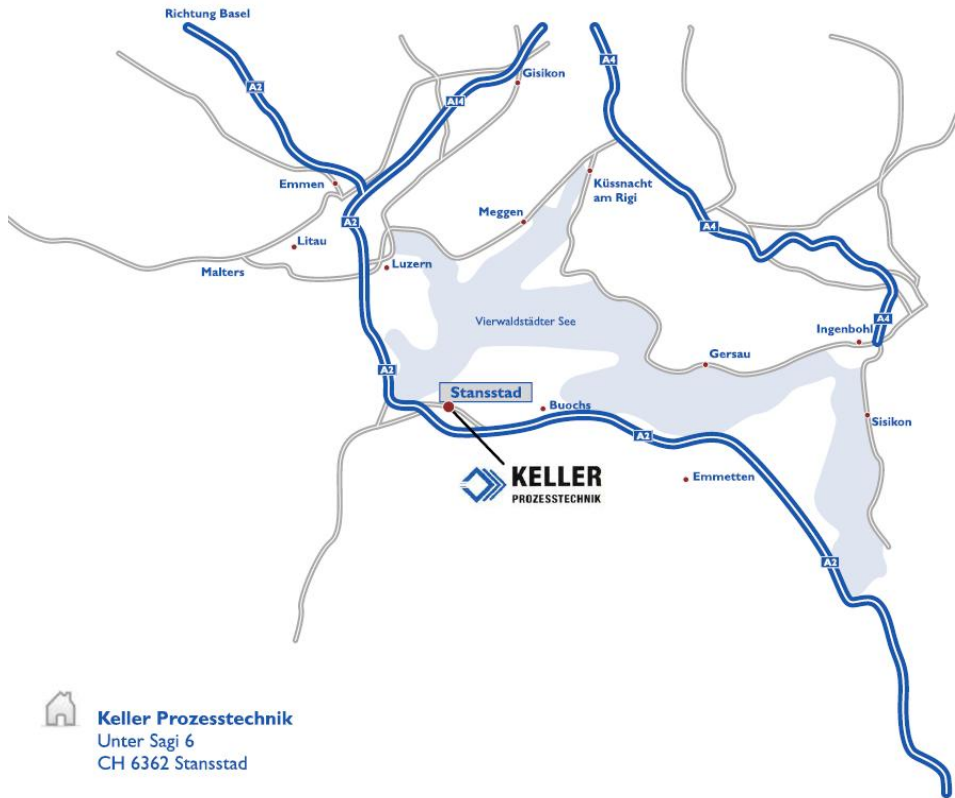 Richtung Basel
A2
A14
Gisikon
A4
Emmen
Küssnacht
am Rigi
Meggen
A2
A4
Litau
Malters
Luzern
Vierwaldstädter See
A4
Ingenbohl
Gersau
A2
Stansstad
Buochs
A2
Sisikon
KELLER
PROZESSTECHNIK
Emmetten
A2
Keller Prozesstechnik
Unter Sagi 6
CH 6362 Stansstad